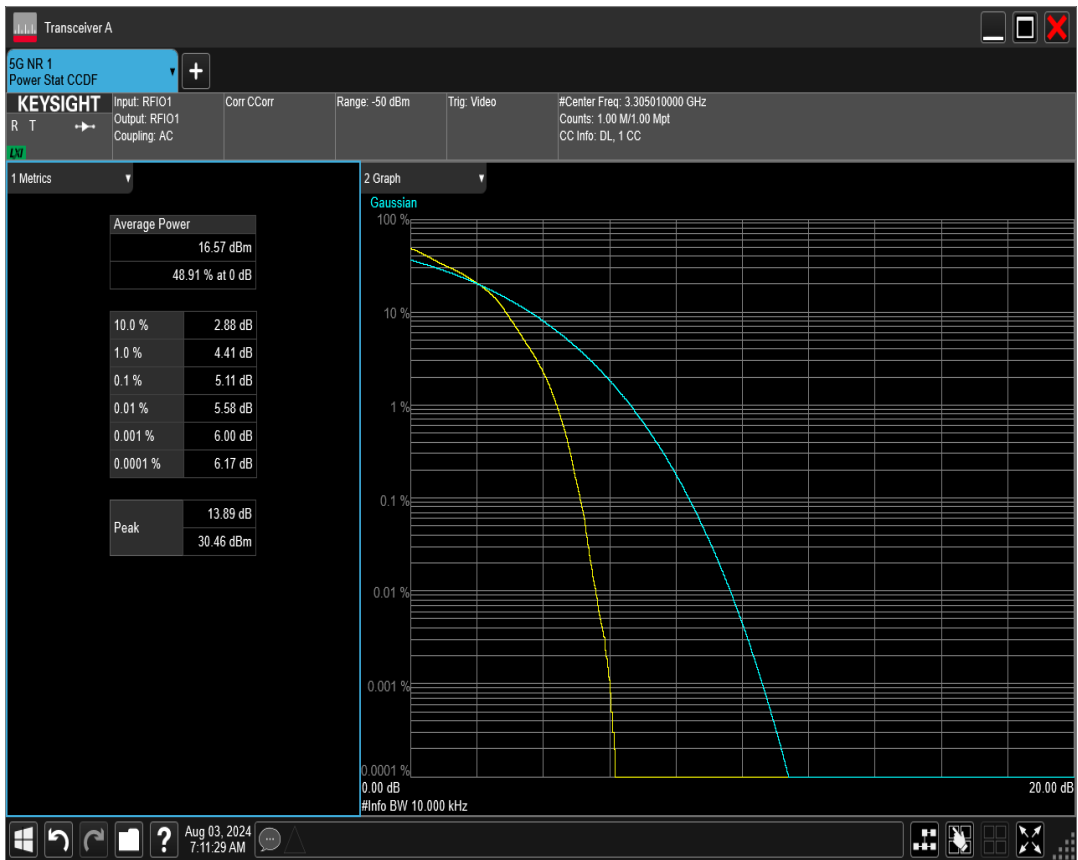 Transceiver A
5G NR 1
Power Stat CCDF
+
KEYSIGHT
R T
LXI
Input: RFIO1
Output: RFIO1
Coupling: AC
Corr CCorr
Range: -50 dBm
Trig: Video
#Center Freq: 3.305010000 GHz
Counts: 1.00 M/1.00 Mpt
CC Info: DL, 1 CC
1 Metrics
Average Power
16.57 dBm
48.91 % at 0 dB
10.0 % 2.88 dB
1.0 % 4.41 dB
0.1 % 5.11 dB
0.01 % 5.58 dB
0.001 % 6.00 dB
0.0001 % 6.17 dB
Peak
13.89 dB
30.46 dBm
2 Graph
Gaussian
100 %
10 %
1 %
0.1 %
0.01 %
0.001 %
0.0001 %
0.00 dB 20.00 dB
#Info BW 10.000 kHz
?
Aug 03, 2024
7:11:29 AM